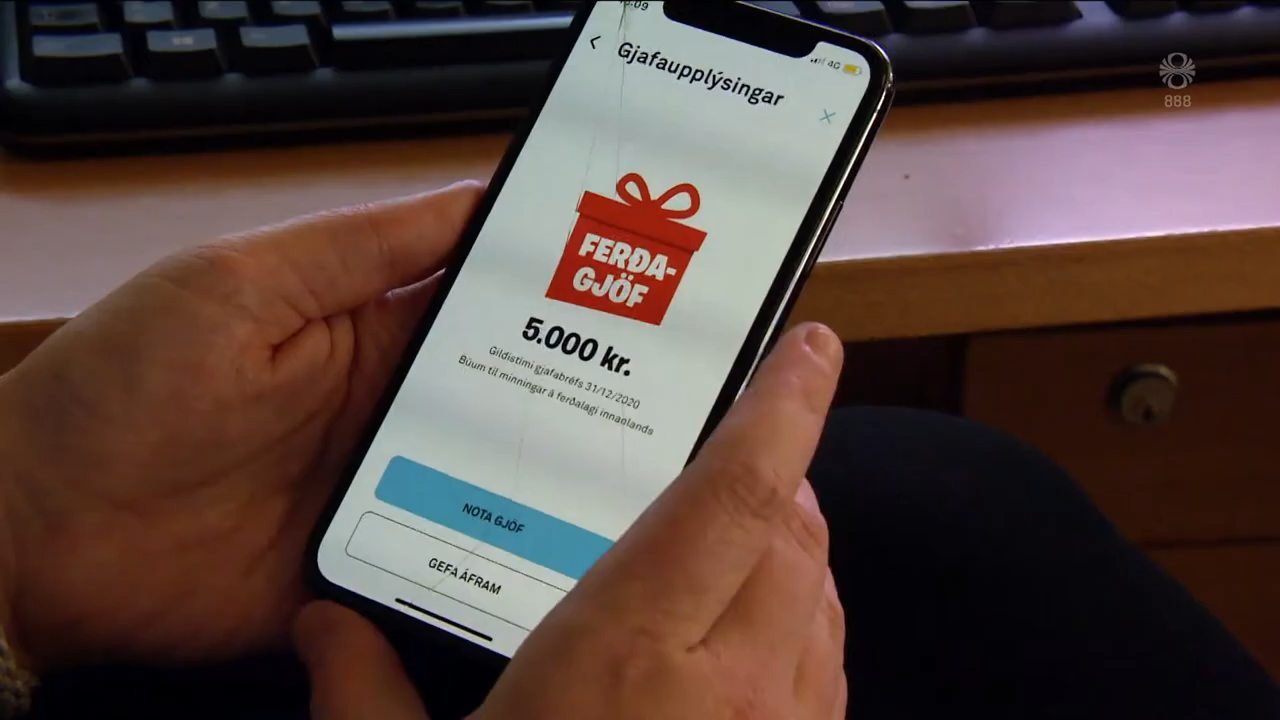 4G
Gjafaupplýsingar
888
FERÐA-
GJÖF
5.000 kr.
Gildistími gjafabréfs 31/12/2020
Búum til minningar á ferðalagi innanlands
NOTA GJÖF
GEFA ÁFRAM